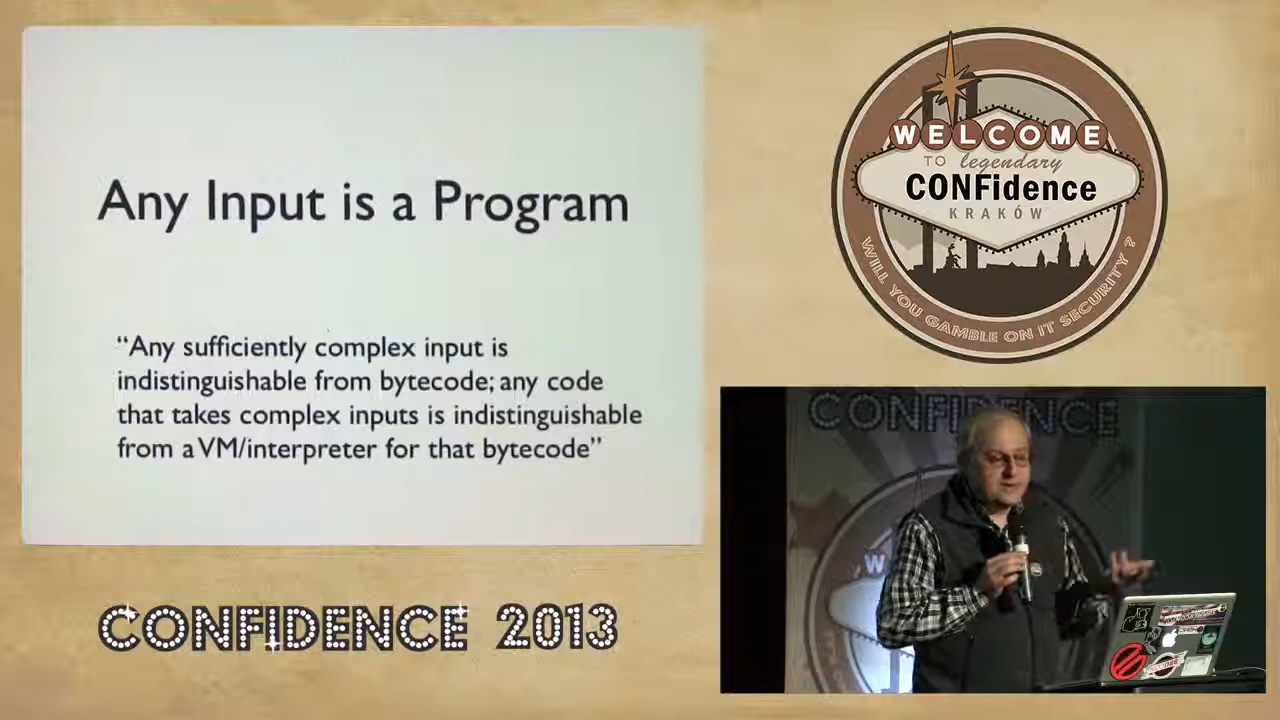 Any Input is a Program
“Any sufficiently complex input is
indistinguishable from bytecode; any code
that takes complex inputs is indistinguishable
from a VM/interpreter for that bytecode”
CONFIDENCE 2013
WELCOME
TO legendary
CONFidence
KRAKÓW
WILL YOU GAMBLE ON IT SECURITY?
CONFIDENCE
W